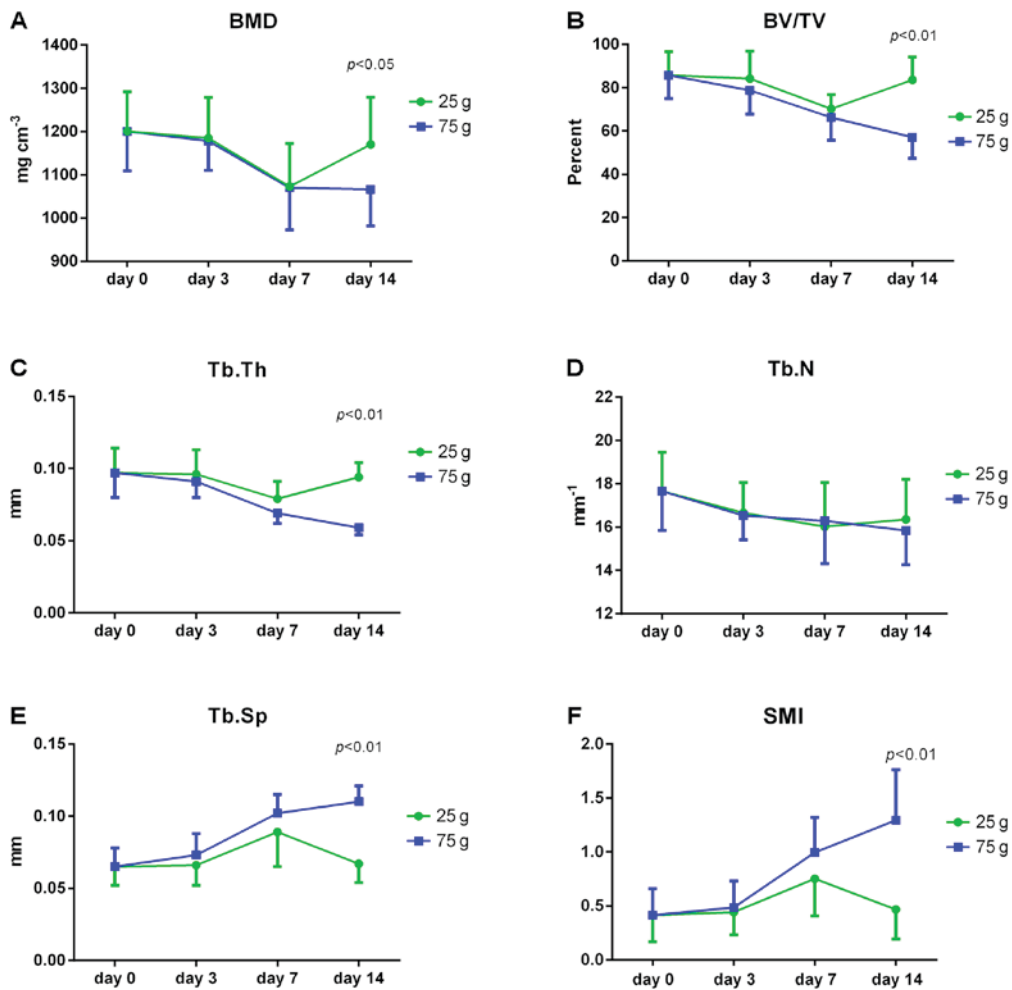 A
BMD
1400
1300
1200
1100
1000
900
mg cm⁻³
p<0.05
25 g
75 g
day 0 day 3 day 7 day 14
B
BV/TV
100
80
60
40
20
0
Percent
p<0.01
25 g
75 g
day 0 day 3 day 7 day 14
C
Tb.Th
0.15
0.10
0.05
0.00
mm
p<0.01
25 g
75 g
day 0 day 3 day 7 day 14
D
Tb.N
22
20
18
16
14
12
mm⁻¹
25 g
75 g
day 0 day 3 day 7 day 14
E
Tb.Sp
0.15
0.10
0.05
0.00
mm
p<0.01
25 g
75 g
day 0 day 3 day 7 day 14
F
SMI
2.0
1.5
1.0
0.5
0.0
p<0.01
25 g
75 g
day 0 day 3 day 7 day 14